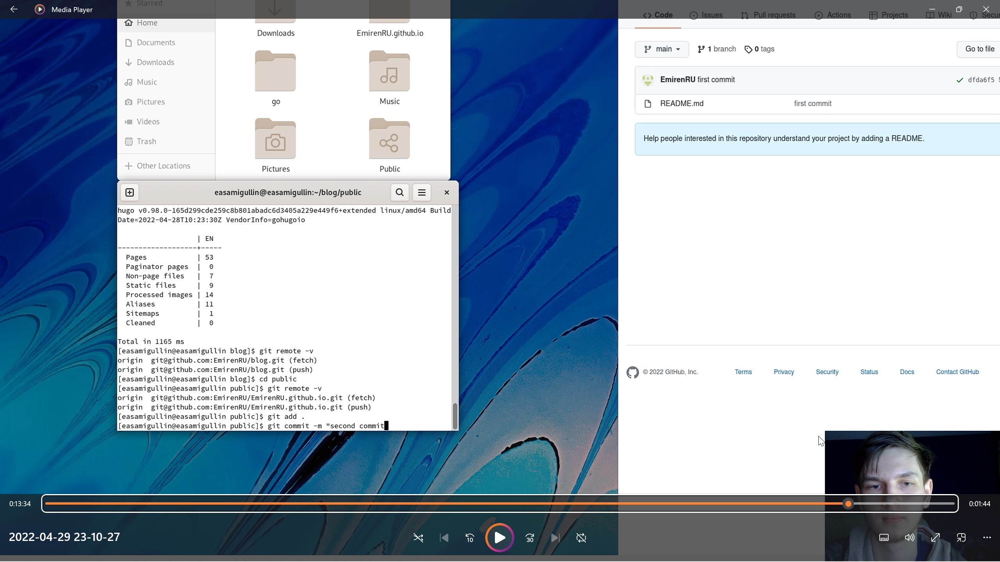 Media Player
Starred
Home
Documents
Downloads
Music
Pictures
Videos
Trash
Other Locations
Downloads
EmirenRU.github.io
go
Music
Pictures
Public
Code
Issues
Pull requests
Actions
Projects
Wiki
main
1 branch
0 tags
Go to file
EmirenRU first commit
dfda6f5
README.md
first commit
Help people interested in this repository understand your project by adding a README.
easamigullin@easamigullin:~/blog/public
hugo v0.98.0-165d299cde259c8b801abadc6d3405a229e449f6+extended linux/amd64 Build
Date=2022-04-28T10:23:30Z VendorInfo=gohugoio
| EN
-------------------+-----
Pages | 53
Paginator pages | 0
Non-page files | 7
Static files | 9
Processed images | 14
Aliases | 11
Sitemaps | 1
Cleaned | 0
Total in 1165 ms
[easamigullin@easamigullin blog]$ git remote -v
origin git@github.com:EmirenRU/blog.git (fetch)
origin git@github.com:EmirenRU/blog.git (push)
[easamigullin@easamigullin blog]$ cd public
[easamigullin@easamigullin public]$ git remote -v
origin git@github.com:EmirenRU/EmirenRU.github.io.git (fetch)
origin git@github.com:EmirenRU/EmirenRU.github.io.git (push)
[easamigullin@easamigullin public]$ git add .
[easamigullin@easamigullin public]$ git commit -m "second commit
© 2022 GitHub, Inc.
Terms
Privacy
Security
Status
Docs
Contact GitHub
0:13:34
0:01:44
2022-04-29 23-10-27
10
30